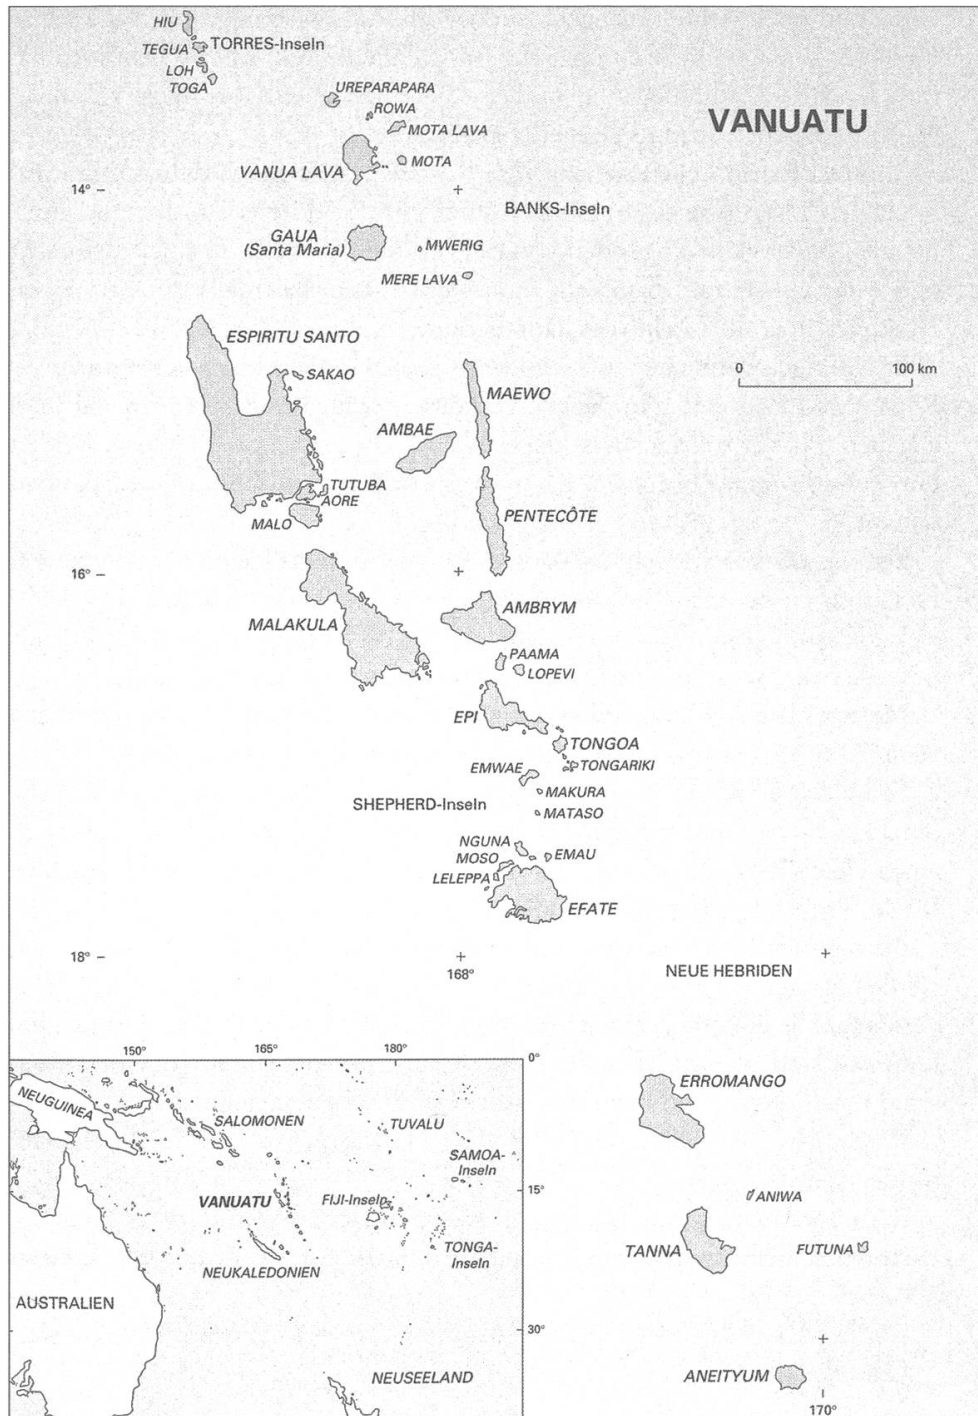 HIU
TEGUA
TORRES-Inseln
LOH
TOGA
UREPARAPARA
ROWA
MOTA LAVA
VANUATU
VANUA LAVA
MOTA
14°
BANKS-Inseln
GAUA
(Santa Maria)
MWERIG
MERE LAVA
ESPIRITU SANTO
SAKAO
0
100 km
MAEWO
AMBAE
TUTUBA
AORE
MALO
PENTECÔTE
16°
AMBRYM
MALAKULA
PAAMA
LOPEVI
EPI
TONGOA
EMWAE
TONGARIKI
MAKURA
SHEPHERD-Inseln
MATASO
NGUNA
MOSO
EMAU
LELEPPA
EFATE
18°
168°
NEUE HEBRIDEN
150°
165°
180°
0°
NEUGUINEA
SALOMONEN
TUVALU
SAMOA-
Inseln
VANUATU
FIJI-Inseln
15°
TONGA-
Inseln
NEUKALEDONIEN
AUSTRALIEN
30°
NEUSEELAND
ERROMANGO
ANIWA
TANNA
FUTUNA
ANEITYUM
170°